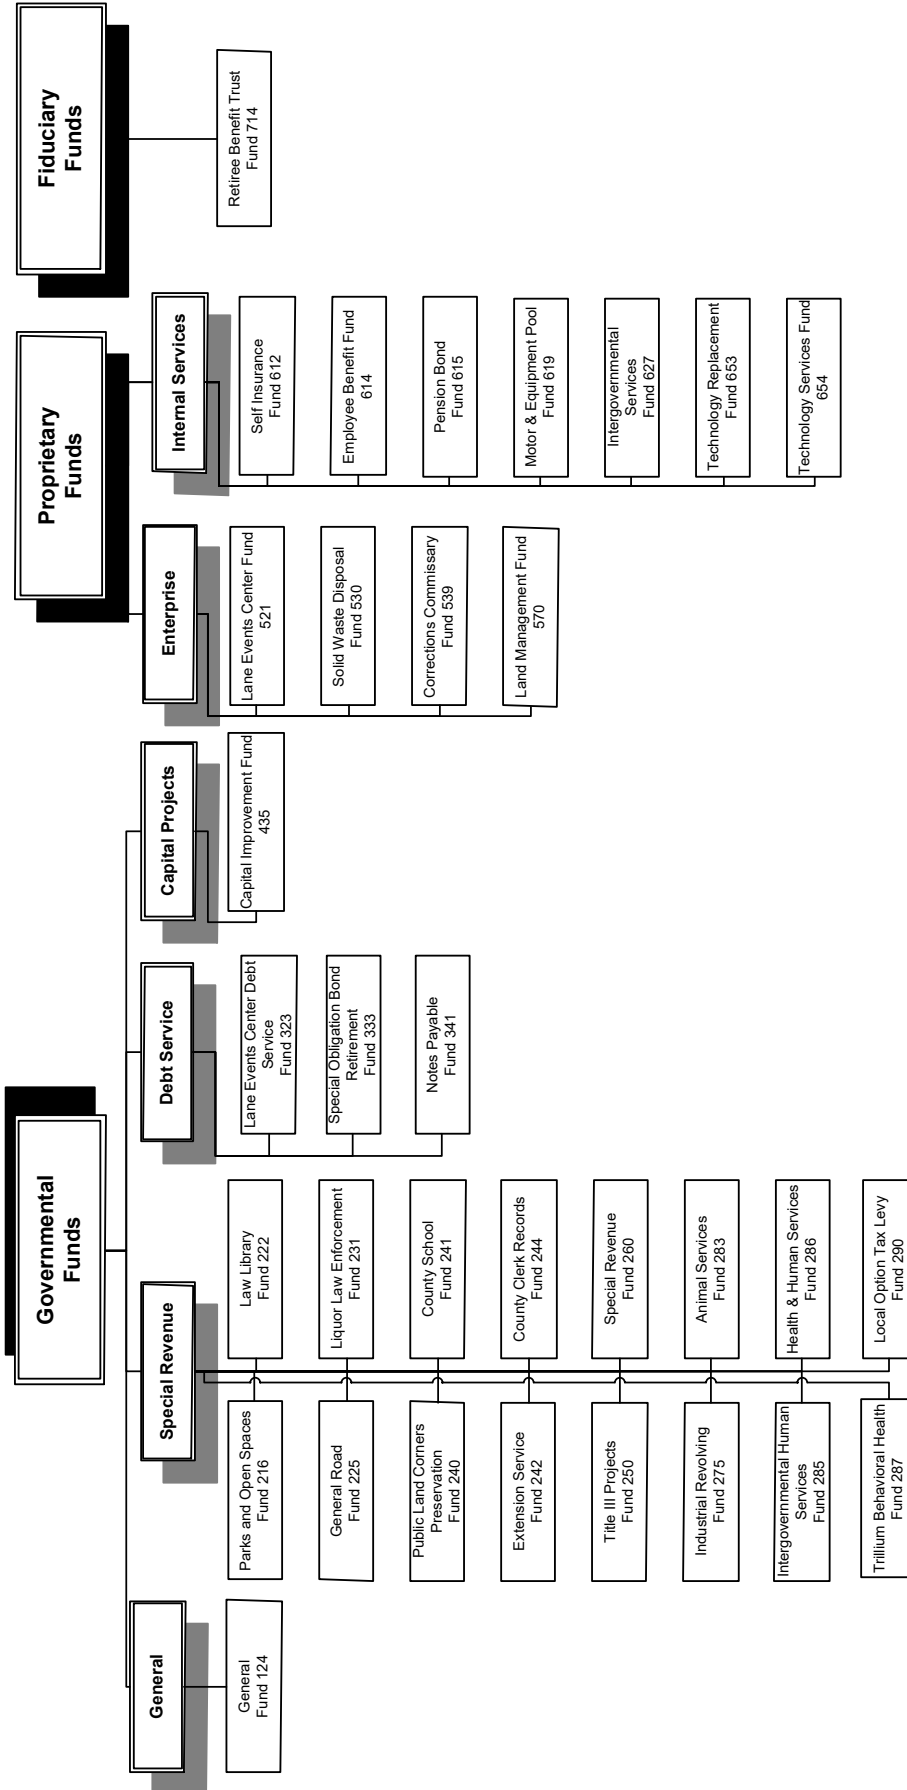 Governmental
Funds
General
General
Fund 124
Special Revenue
Parks and Open Spaces
Fund 216
Law Library
Fund 222
General Road
Fund 225
Liquor Law Enforcement
Fund 231
Public Land Corners
Preservation
Fund 240
County School
Fund 241
Extension Service
Fund 242
County Clerk Records
Fund 244
Title III Projects
Fund 250
Special Revenue
Fund 260
Industrial Revolving
Fund 275
Animal Services
Fund 283
Intergovernmental Human
Services
Fund 285
Health & Human Services
Fund 286
Trillium Behavioral Health
Fund 287
Local Option Tax Levy
Fund 290
Debt Service
Lane Events Center Debt
Service
Fund 323
Special Obligation Bond
Retirement
Fund 333
Notes Payable
Fund 341
Capital Projects
Capital Improvement Fund
435
Proprietary
Funds
Enterprise
Lane Events Center Fund
521
Solid Waste Disposal
Fund 530
Corrections Commissary
Fund 539
Land Management Fund
570
Internal Services
Self Insurance
Fund 612
Employee Benefit Fund
614
Pension Bond
Fund 615
Motor & Equipment Pool
Fund 619
Intergovernmental
Services
Fund 627
Technology Replacement
Fund 653
Technology Services Fund
654
Fiduciary
Funds
Retiree Benefit Trust
Fund 714